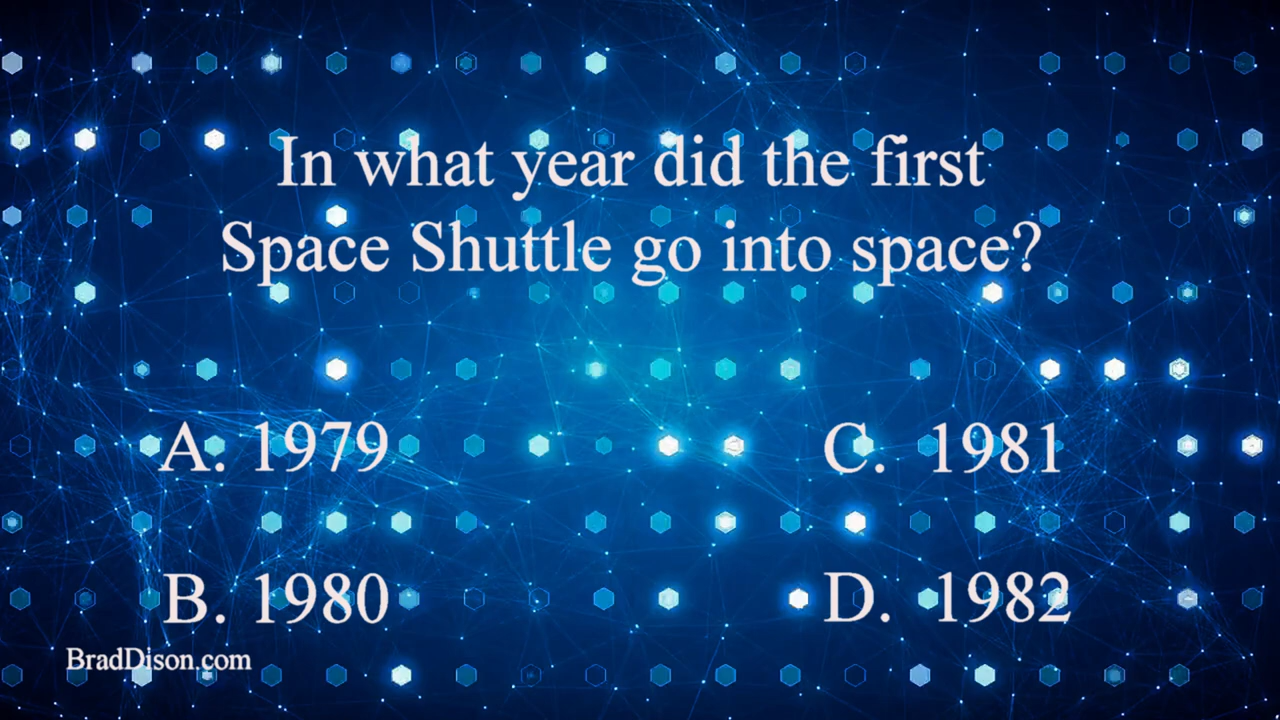 In what year did the first
Space Shuttle go into space?
A. 1979
C. 1981
B. 1980
D. 1982
BradDison.com